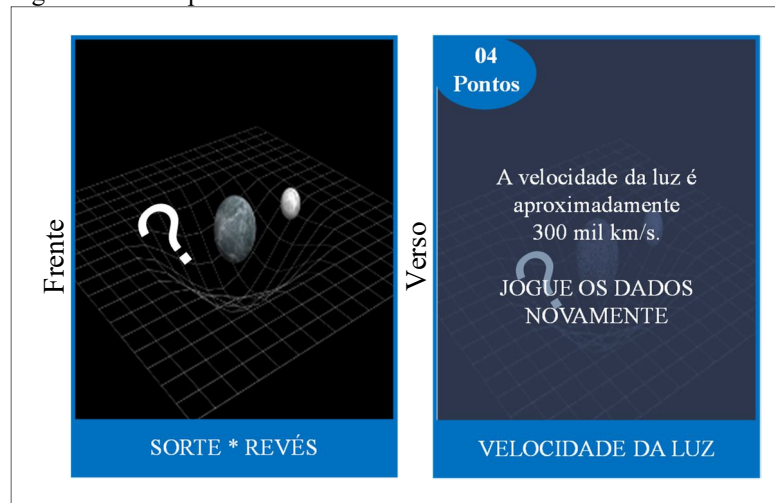 Frente
?
SORTE * REVÉS
Verso
04
Pontos
A velocidade da luz é
aproximadamente
300 mil km/s.
?
JOGUE OS DADOS
NOVAMENTE
VELOCIDADE DA LUZ